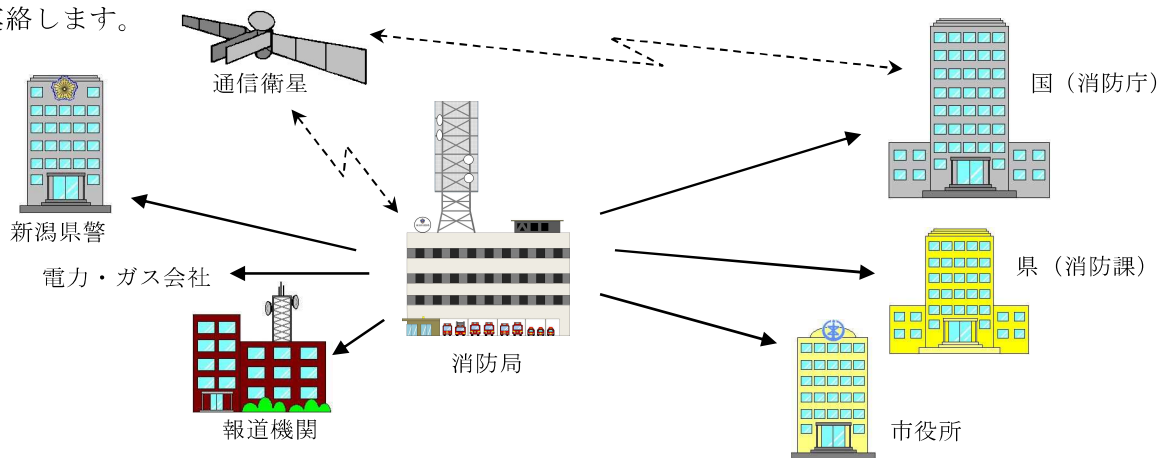 絡します。
通信衛星
国（消防庁）
新潟県警
電力・ガス会社
県（消防課）
消防局
報道機関
市役所